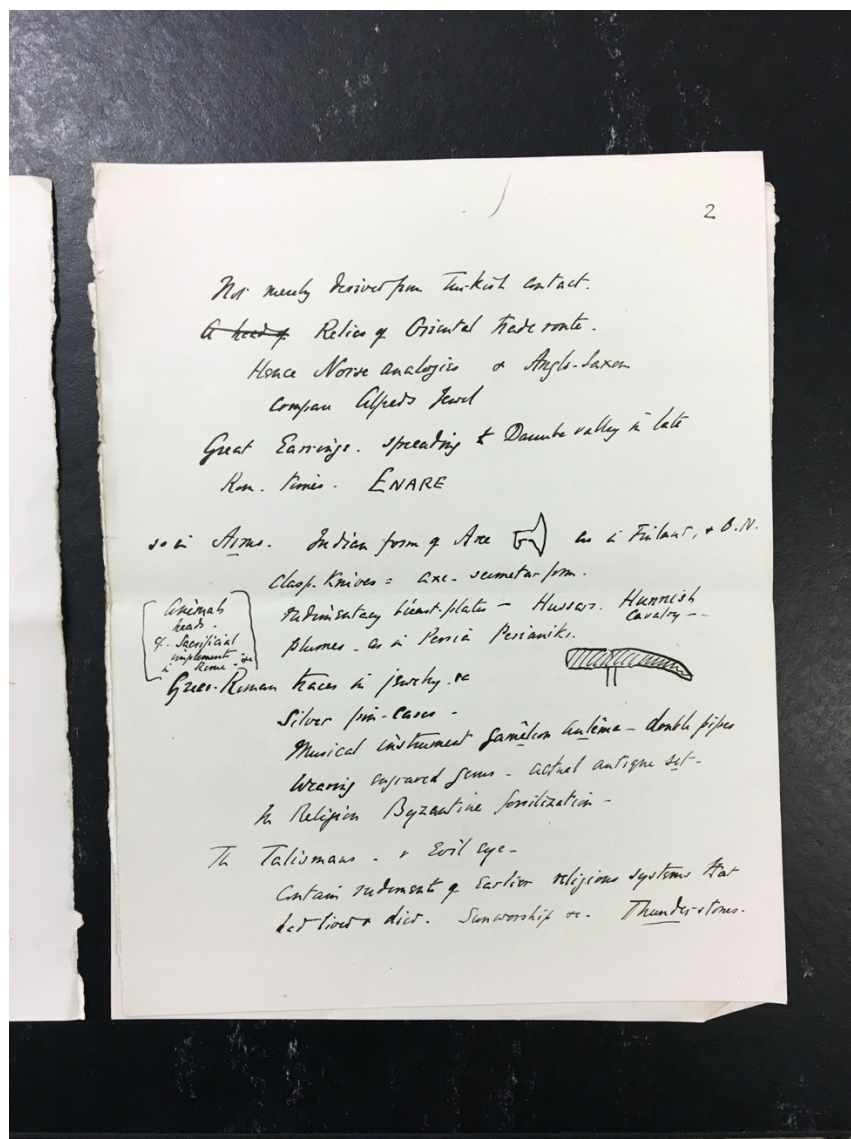 2
Not merely derived from Turkish contact.
Relics of Oriental trade route.
Hence Norse analogies & Anglo-Saxon
compare Alfreds Jewel
Great Earrings. spreading to Danube valley in late
Rom. times. ENARE
so in Arms. Indian form of Axe as in Finland, &
Clasp. Knives = axe-scimetar form.
rudimentary breast-plates – Hussars. Hunnish
Cavalry –
plumes – as in Persia
Animals
heads –
cf. Sacrificial
implements
in Rome
Greco-Roman traces in jewelry &c
Silver pin-cases –
Musical instrument – double pipes
Wearing engraved gems – actual antique set –
In Religion Byzantine fossilization –
In Talismans – & Evil eye –
Contain rudiments of Earlier religious systems that
had lived & died. Sunworship &c. Thunder-stones.